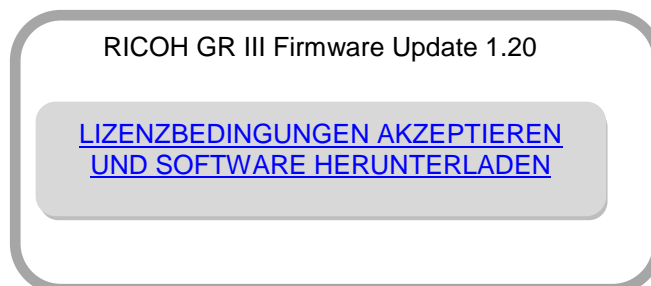 RICOH GR III Firmware Update 1.20
LIZENZBEDINGUNGEN AKZEPTIEREN
UND SOFTWARE HERUNTERLADEN